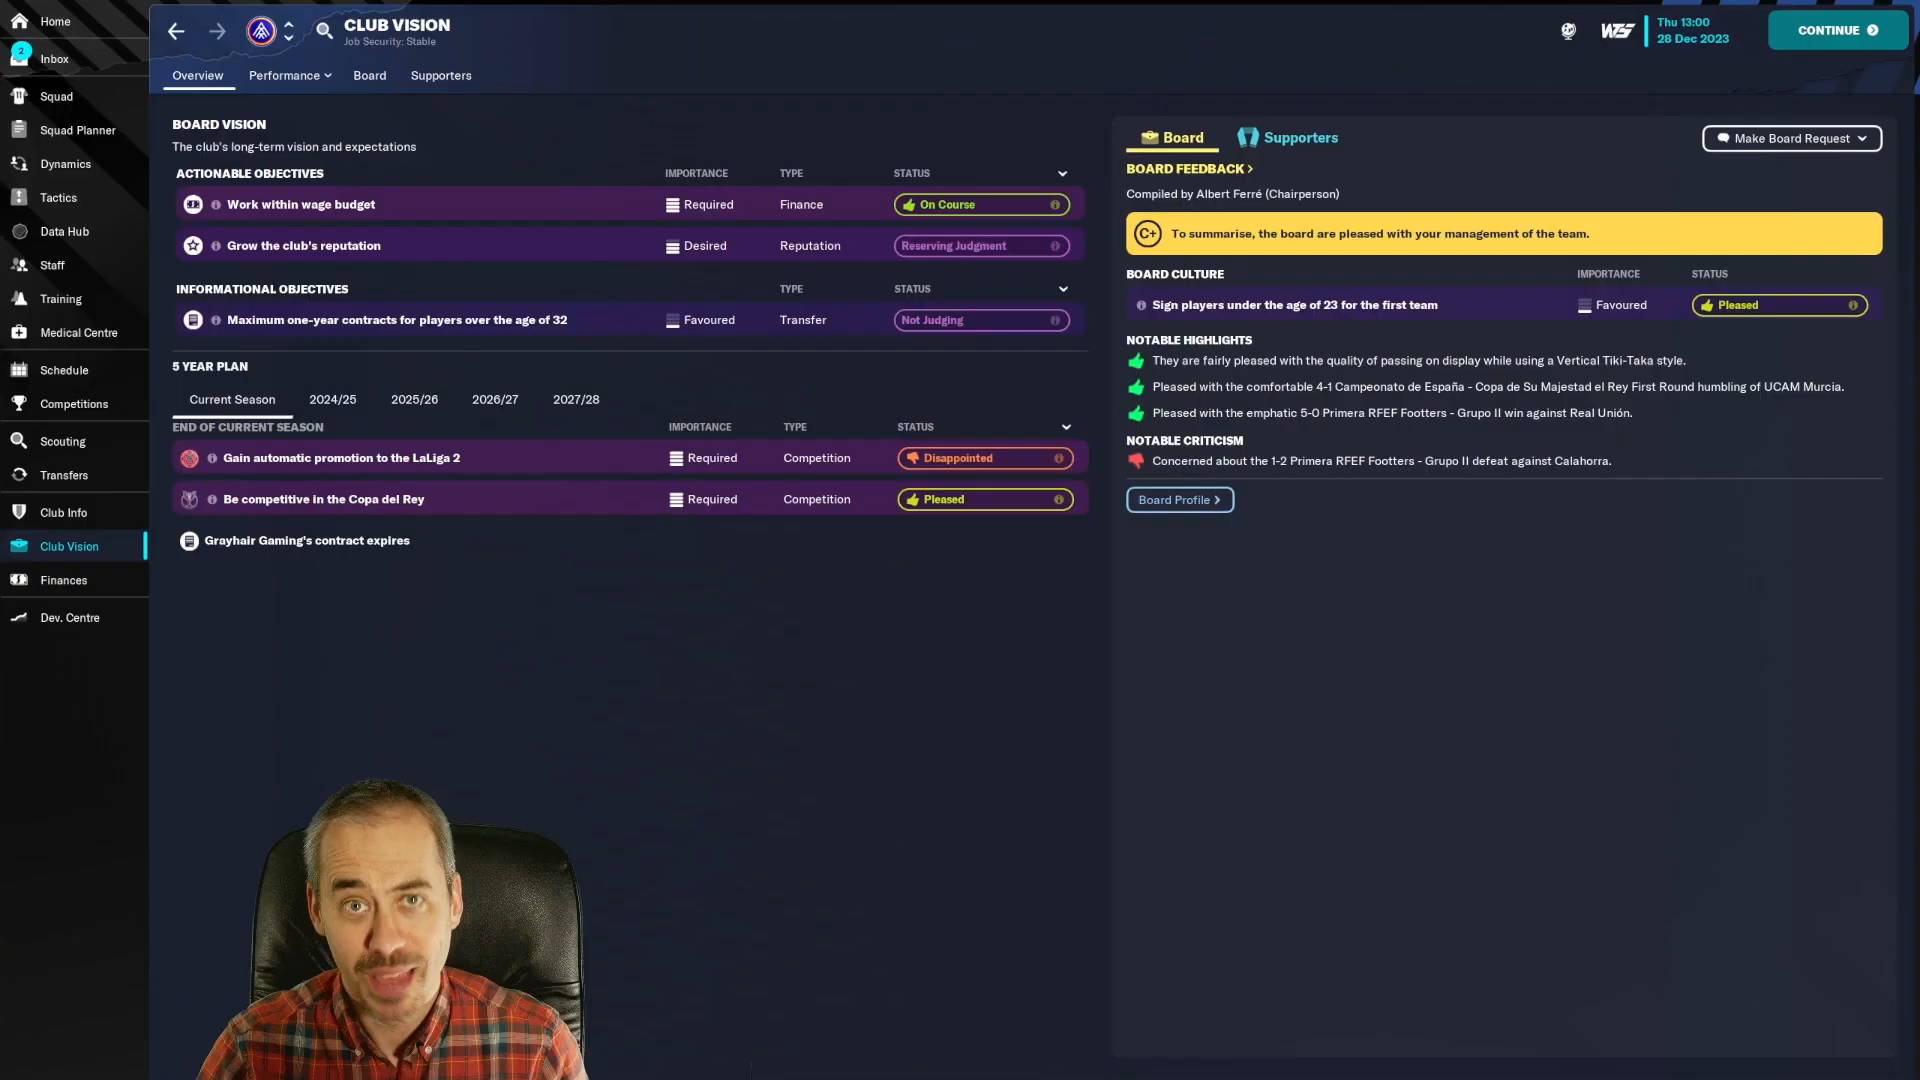 Home
2
Inbox
Squad
Squad Planner
Dynamics
Tactics
Data Hub
Staff
Training
Medical Centre
Schedule
Competitions
Scouting
Transfers
Club Info
Club Vision
Finances
Dev. Centre
CLUB VISION
Job Security: Stable
Thu 13:00
28 Dec 2023
CONTINUE
Overview Performance Board Supporters
BOARD VISION
The club's long-term vision and expectations
ACTIONABLE OBJECTIVES IMPORTANCE TYPE STATUS
Work within wage budget Required Finance On Course
Grow the club's reputation Desired Reputation Reserving Judgment
INFORMATIONAL OBJECTIVES TYPE STATUS
Maximum one-year contracts for players over the age of 32 Favoured Transfer Not Judging
5 YEAR PLAN
Current Season 2024/25 2025/26 2026/27 2027/28
END OF CURRENT SEASON IMPORTANCE TYPE STATUS
Gain automatic promotion to the LaLiga 2 Required Competition Disappointed
Be competitive in the Copa del Rey Required Competition Pleased
Grayhair Gaming's contract expires
Board Supporters Make Board Request
BOARD FEEDBACK >
Compiled by Albert Ferré (Chairperson)
C+ To summarise, the board are pleased with your management of the team.
BOARD CULTURE IMPORTANCE STATUS
Sign players under the age of 23 for the first team Favoured Pleased
NOTABLE HIGHLIGHTS
They are fairly pleased with the quality of passing on display while using a Vertical Tiki-Taka style.
Pleased with the comfortable 4-1 Campeonato de España - Copa de Su Majestad el Rey First Round humbling of UCAM Murcia.
Pleased with the emphatic 5-0 Primera RFEF Footters - Grupo II win against Real Unión.
NOTABLE CRITICISM
Concerned about the 1-2 Primera RFEF Footters - Grupo II defeat against Calahorra.
Board Profile >